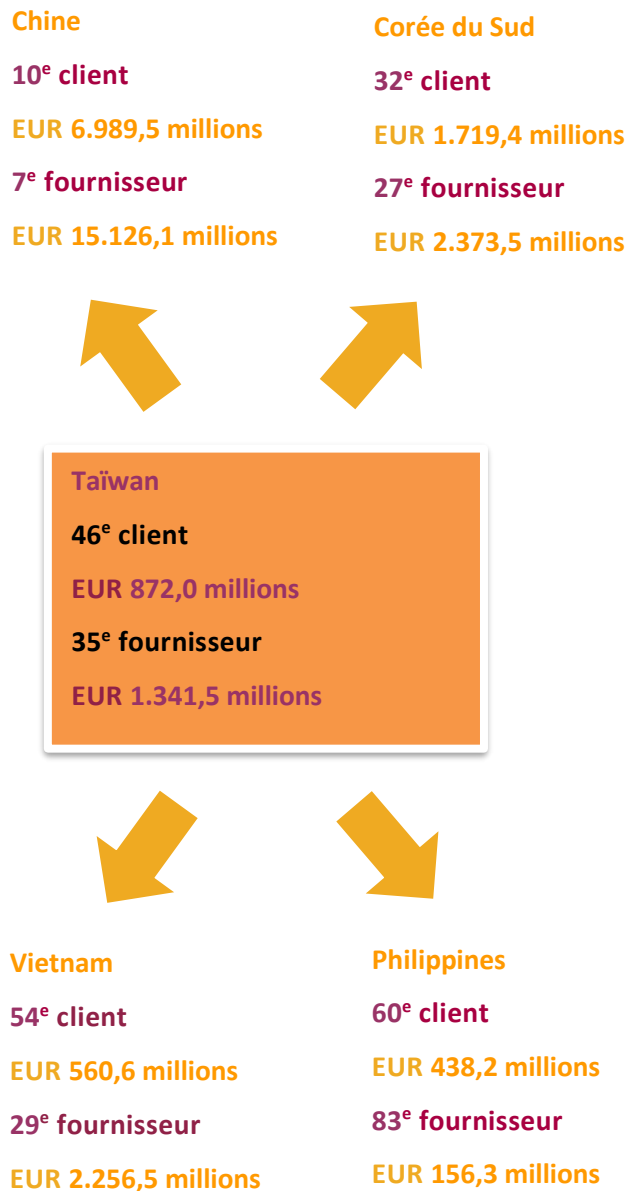 Chine
10e client
EUR 6.989,5 millions
7e fournisseur
EUR 15.126,1 millions
Corée du Sud
32e client
EUR 1.719,4 millions
27e fournisseur
EUR 2.373,5 millions
Taïwan
46e client
EUR 872,0 millions
35e fournisseur
EUR 1.341,5 millions
Vietnam
54e client
EUR 560,6 millions
29e fournisseur
EUR 2.256,5 millions
Philippines
60e client
EUR 438,2 millions
83e fournisseur
EUR 156,3 millions